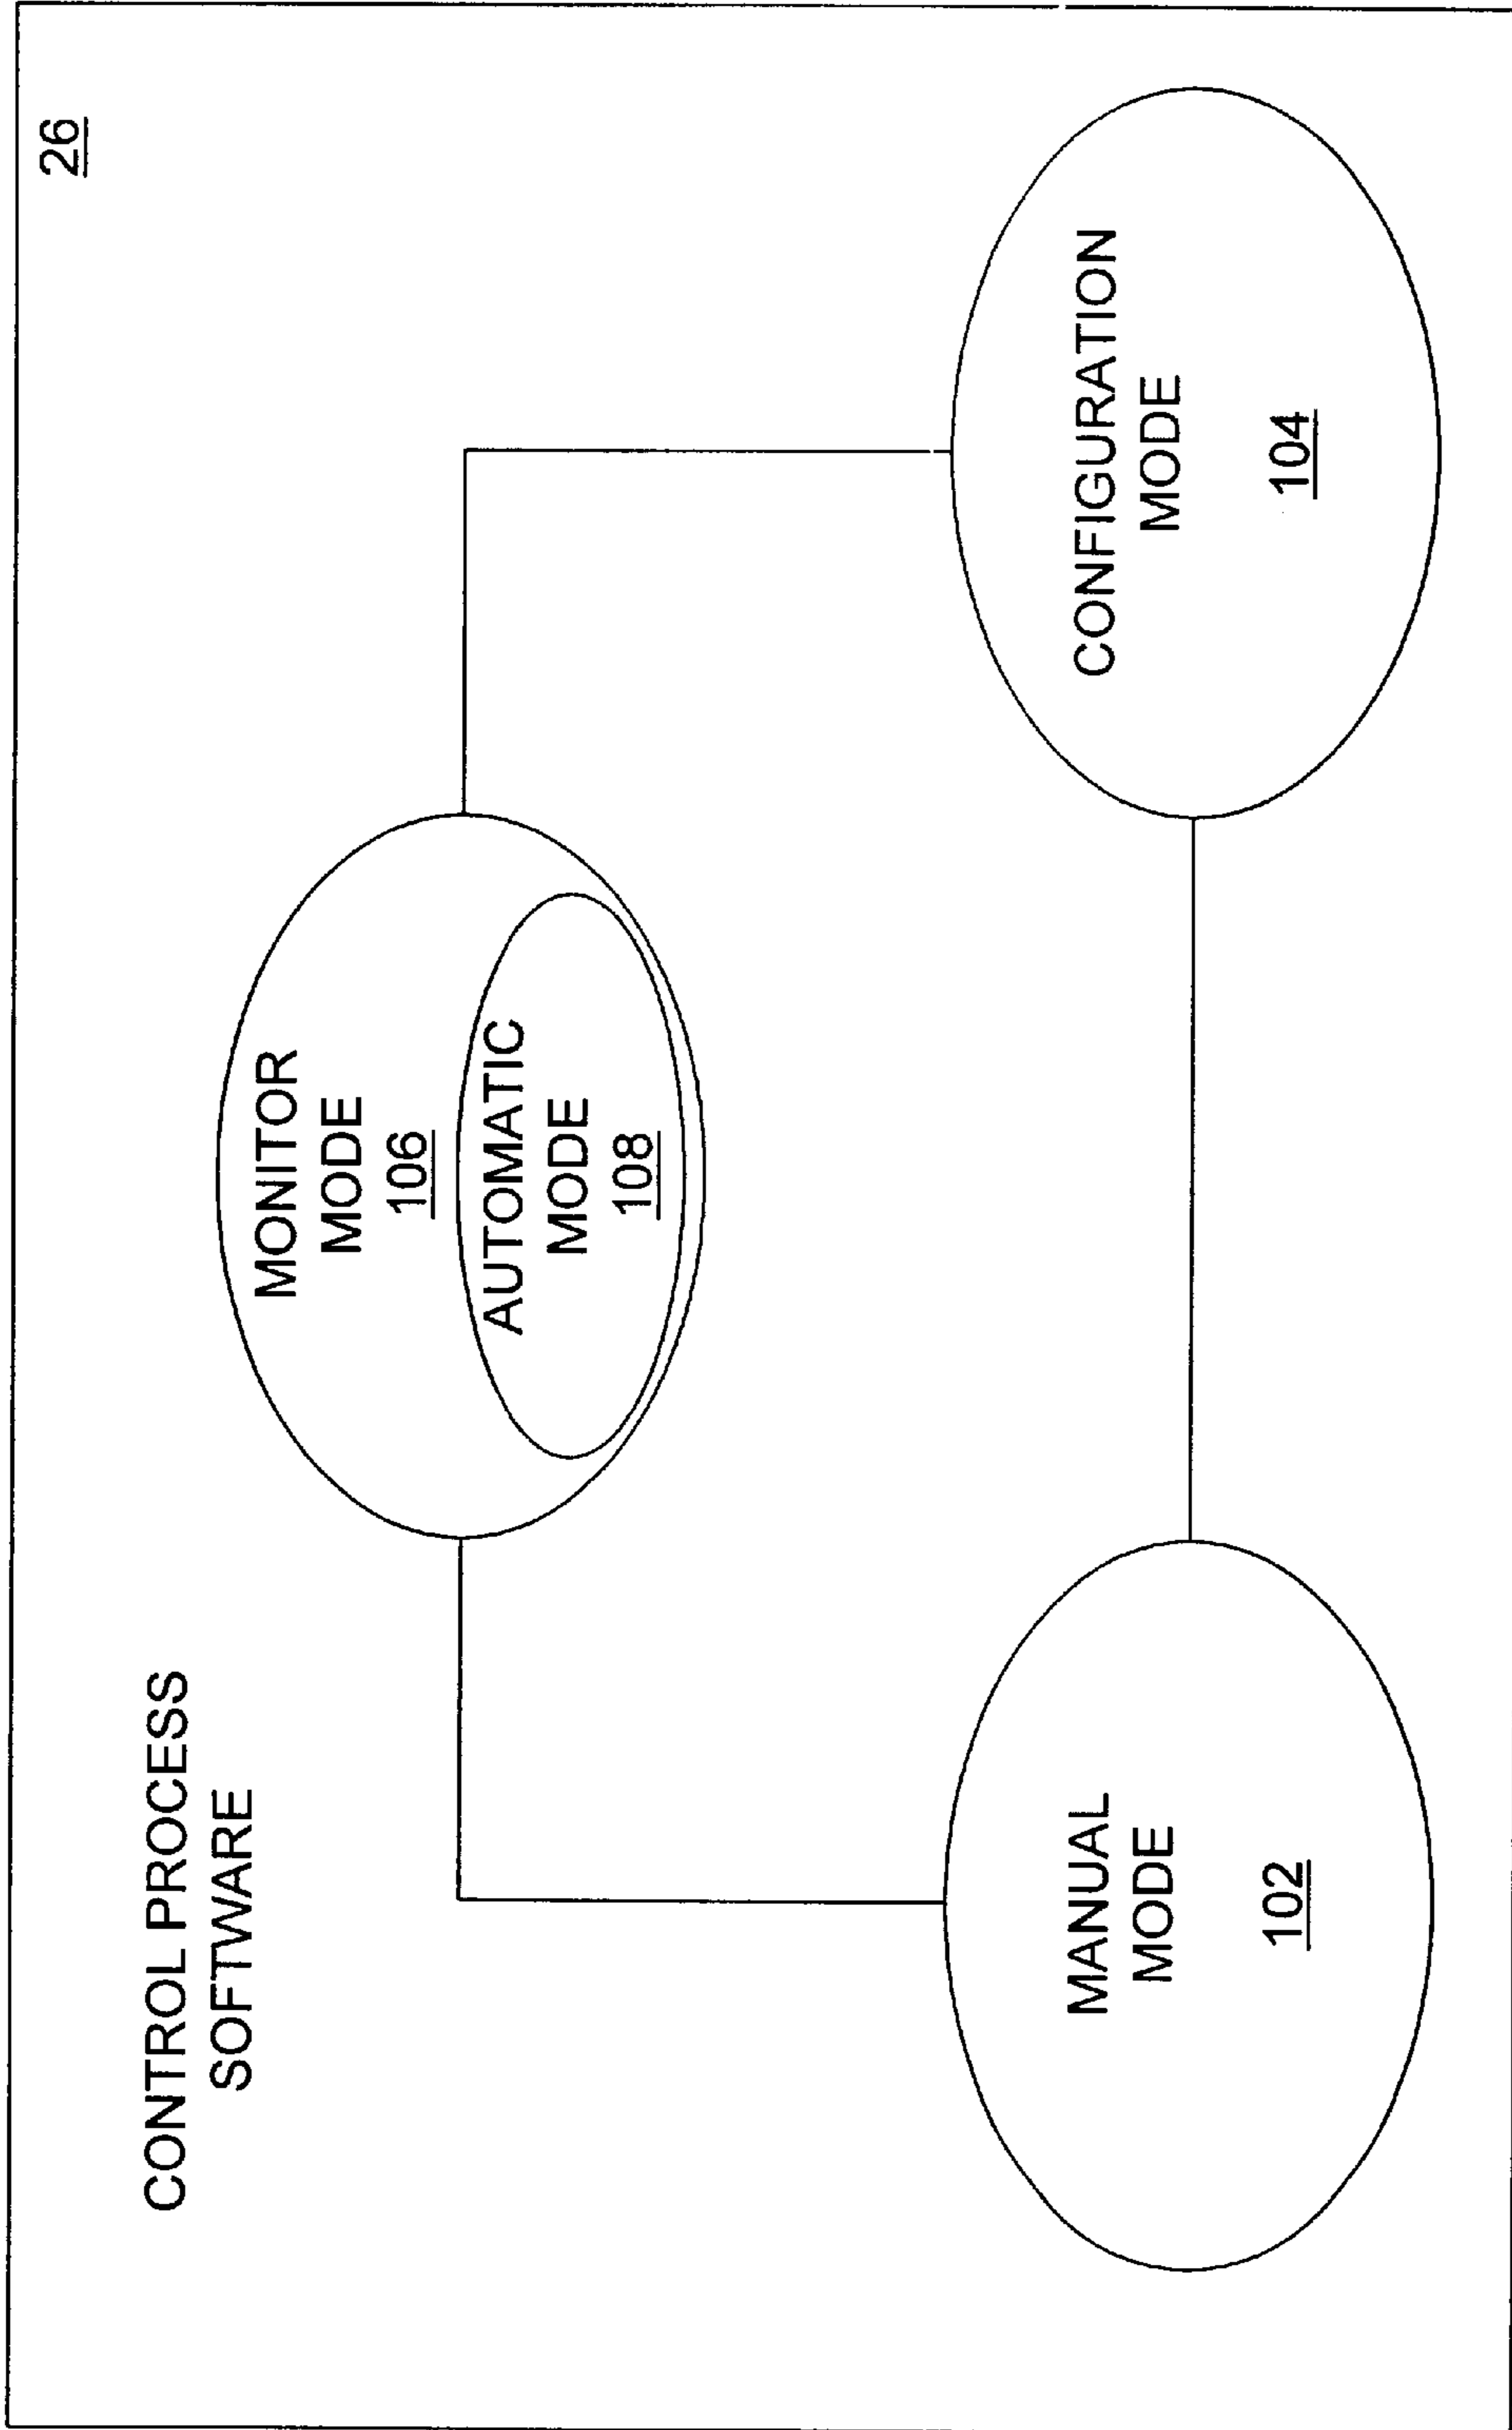 26
CONTROL PROCESS
SOFTWARE
MONITOR
MODE
106
AUTOMATIC
MODE
108
MANUAL
MODE
102
CONFIGURATION
MODE
104